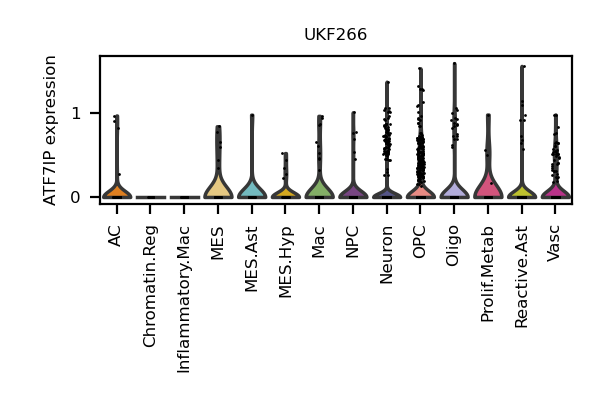 UKF266
ATF7IP expression
1
0
AC
Chromatin.Reg
Inflammatory.Mac
MES
MES.Ast
MES.Hyp
Mac
NPC
Neuron
OPC
Oligo
Prolif.Metab
Reactive.Ast
Vasc